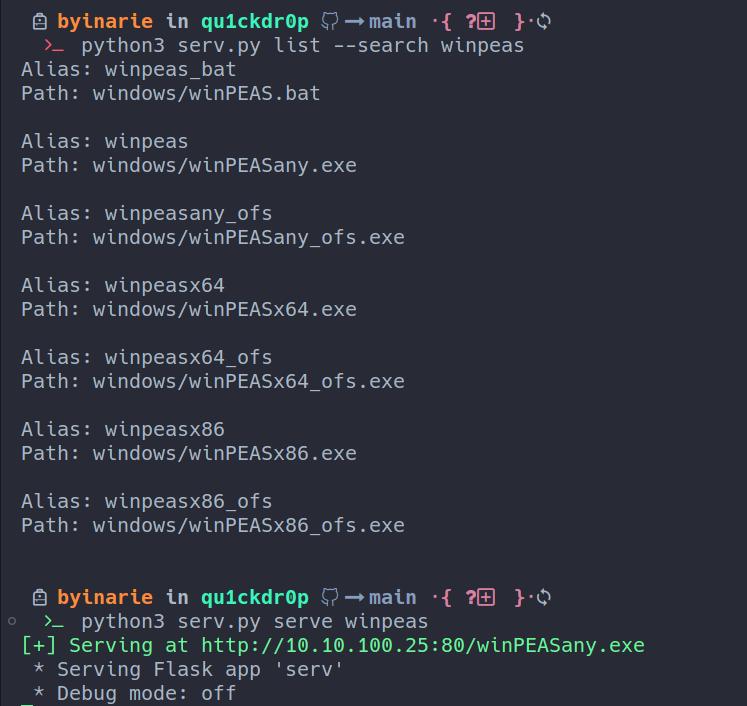 byinarie in qu1ckdr0p main ·{ ?+ }·
>_ python3 serv.py list --search winpeas
Alias: winpeas_bat
Path: windows/winPEAS.bat
Alias: winpeas
Path: windows/winPEASany.exe
Alias: winpeasany_ofs
Path: windows/winPEASany_ofs.exe
Alias: winpeasx64
Path: windows/winPEASx64.exe
Alias: winpeasx64_ofs
Path: windows/winPEASx64_ofs.exe
Alias: winpeasx86
Path: windows/winPEASx86.exe
Alias: winpeasx86_ofs
Path: windows/winPEASx86_ofs.exe
byinarie in qu1ckdr0p main ·{ ?+ }·
>_ python3 serv.py serve winpeas
[+] Serving at http://10.10.100.25:80/winPEASany.exe
* Serving Flask app 'serv'
* Debug mode: off